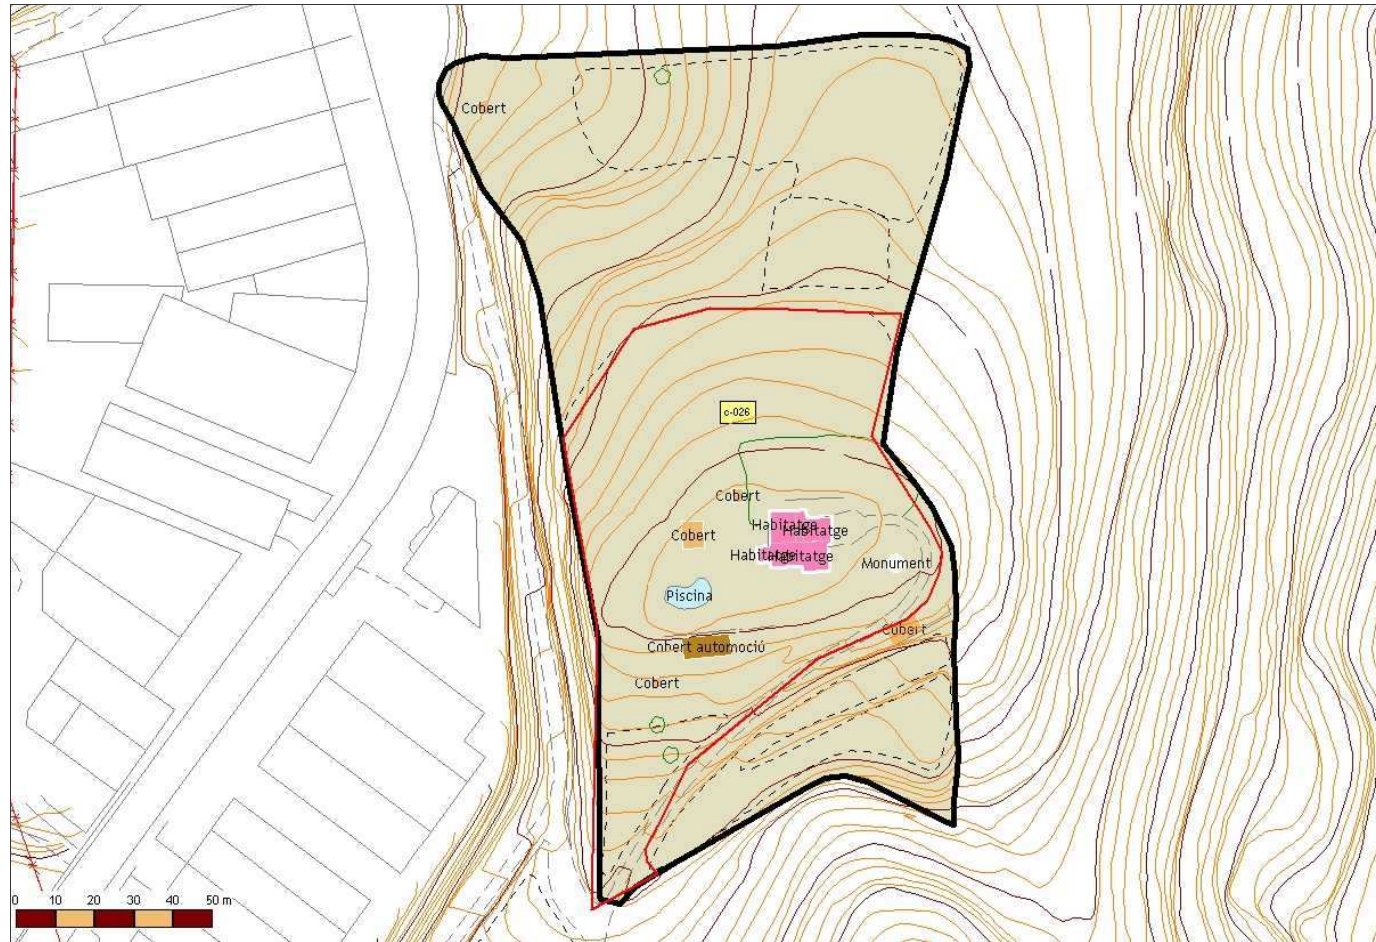 Cobert
c-026
Cobert
Habitatge
Habitatge
Cobert
Habitatge
Habitatge
Monument
Piscina
Cobert
Cobert automoció
Cobert
0 10 20 30 40 50 m